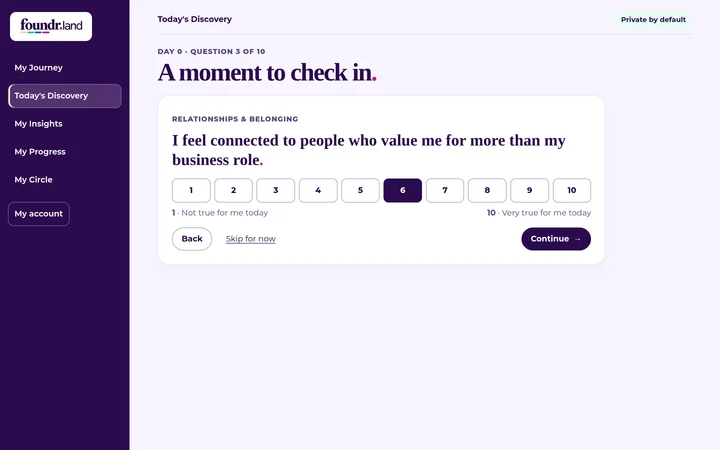 foundr.land
My Journey
Today's Discovery
My Insights
My Progress
My Circle
My account
Today's Discovery
Private by default
DAY 0 · QUESTION 3 OF 10
A moment to check in.
RELATIONSHIPS & BELONGING
I feel connected to people who value me for more than my
business role.
1 2 3 4 5 6 7 8 9 10
1 · Not true for me today
10 · Very true for me today
Back
Skip for now
Continue →